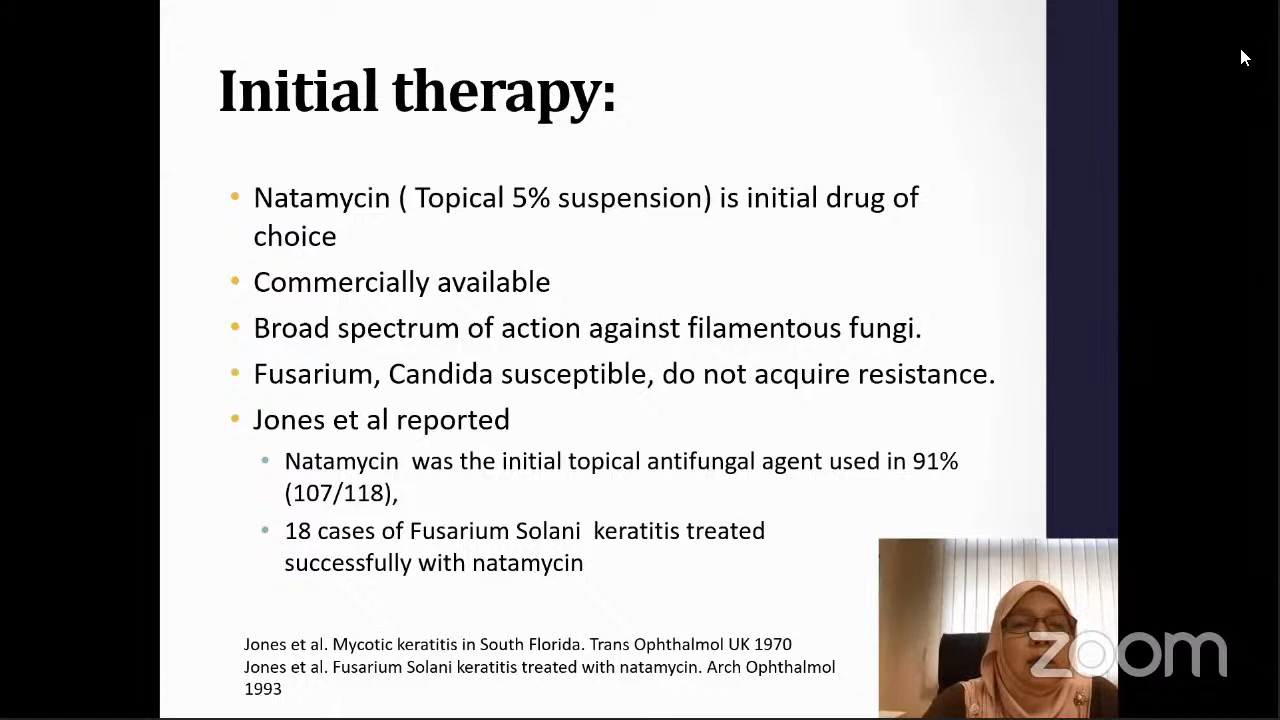 Initial therapy:
• Natamycin ( Topical 5% suspension) is initial drug of
choice
• Commercially available
• Broad spectrum of action against filamentous fungi.
• Fusarium, Candida susceptible, do not acquire resistance.
• Jones et al reported
• Natamycin was the initial topical antifungal agent used in 91%
(107/118),
• 18 cases of Fusarium Solani keratitis treated
successfully with natamycin
Jones et al. Mycotic keratitis in South Florida. Trans Ophthalmol UK 1970
Jones et al. Fusarium Solani keratitis treated with natamycin. Arch Ophthalmol
1993
zoom